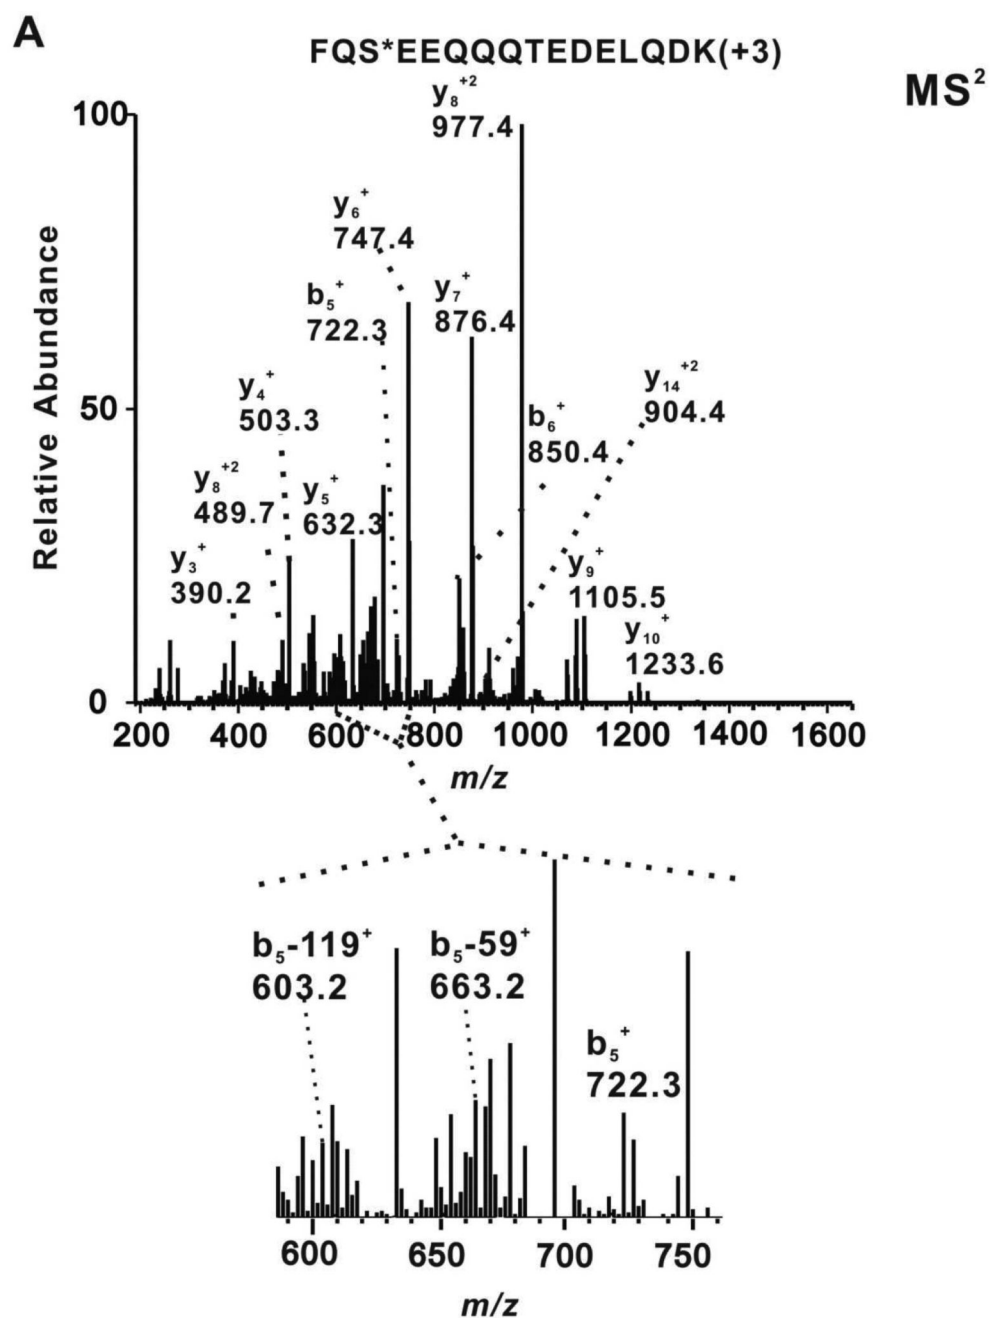 A
FQS*EEQQQTEDELQDK(+3)
MS²
Relative Abundance
100
50
0
y₈⁺²
977.4
y₆⁺
747.4
b₅⁺
722.3
y₇⁺
876.4
y₄⁺
503.3
y₁₄⁺²
904.4
b₆⁺
850.4
y₈⁺²
489.7
y₅⁺
632.3
y₃⁺
390.2
y₉⁺
1105.5
y₁₀⁺
1233.6
200 400 600 800 1000 1200 1400 1600
m/z
b₅-119⁺
603.2
b₅-59⁺
663.2
b₅⁺
722.3
600 650 700 750
m/z